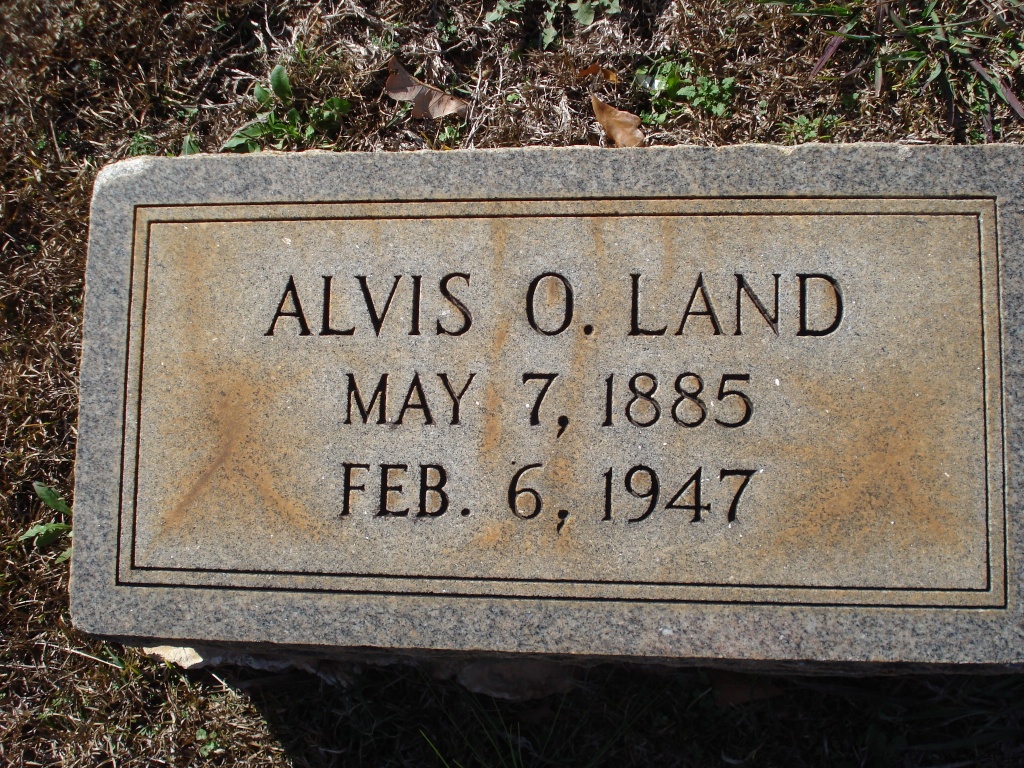 ALVIS O. LAND
MAY 7, 1885
FEB. 6, 1947